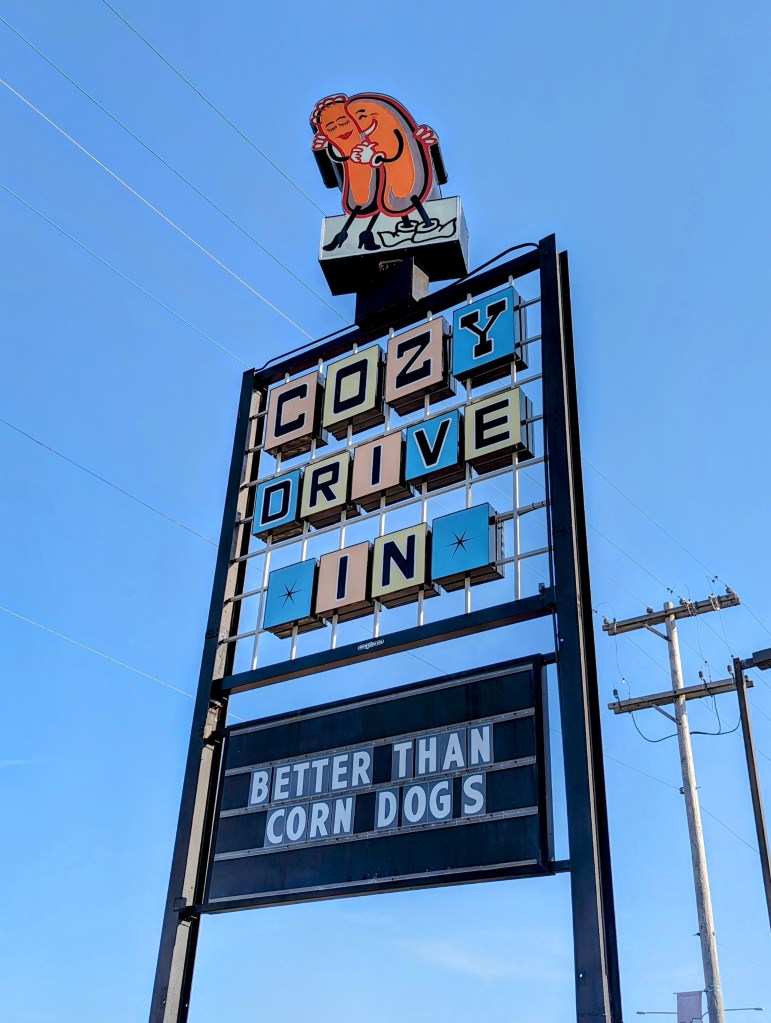 COZY
DRIVE
IN
BETTER THAN
CORN DOGS